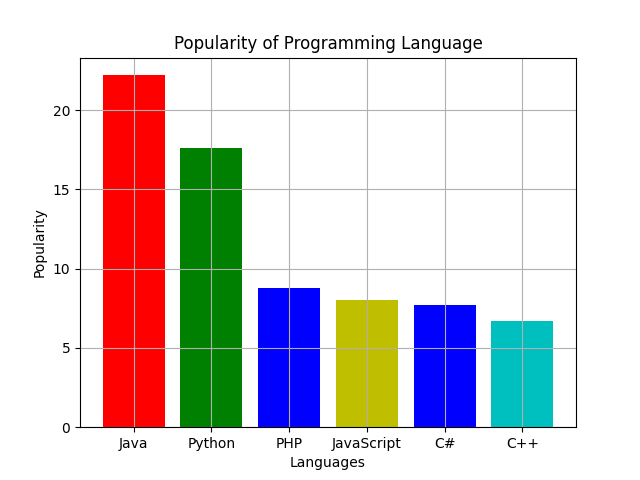 Popularity of Programming Language
Popularity
20
15
10
5
0
Java Python PHP JavaScript C# C++
Languages